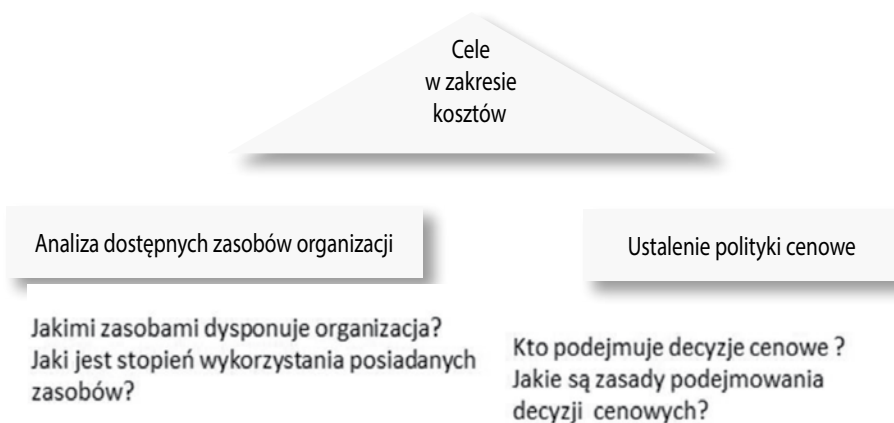 Cele
w zakresie
kosztów
Analiza dostępnych zasobów organizacji
Ustalenie polityki cenowe
Jakimi zasobami dysponuje organizacja?
Jaki jest stopień wykorzystania posiadanych
zasobów?
Kto podejmuje decyzje cenowe ?
Jakie są zasady podejmowania
decyzji cenowych?